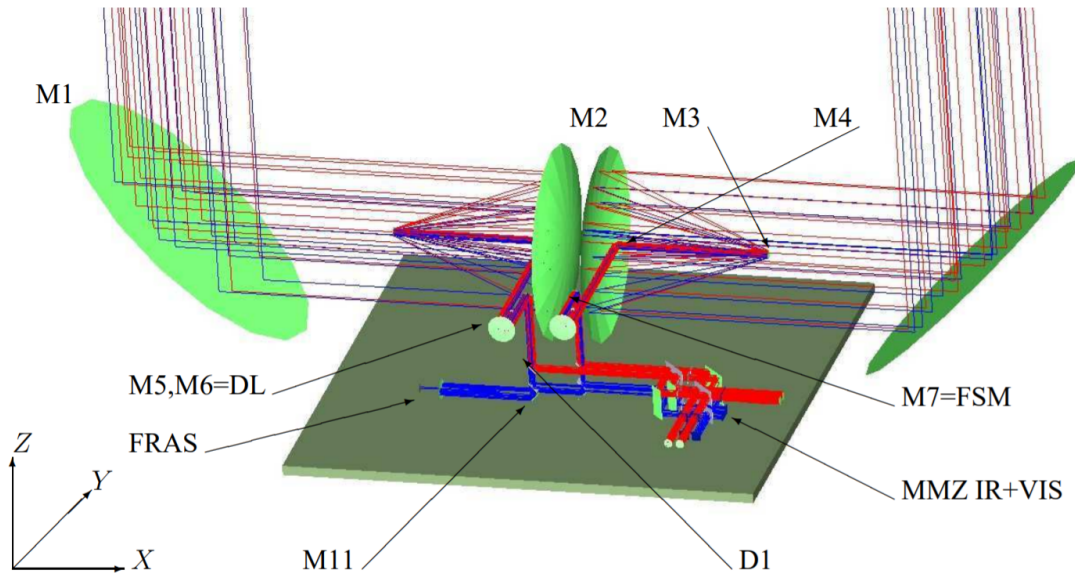 M1
M2
M3
M4
M5,M6=DL
M7=FSM
FRAS
MMZ IR+VIS
Z
Y
X
M11
D1